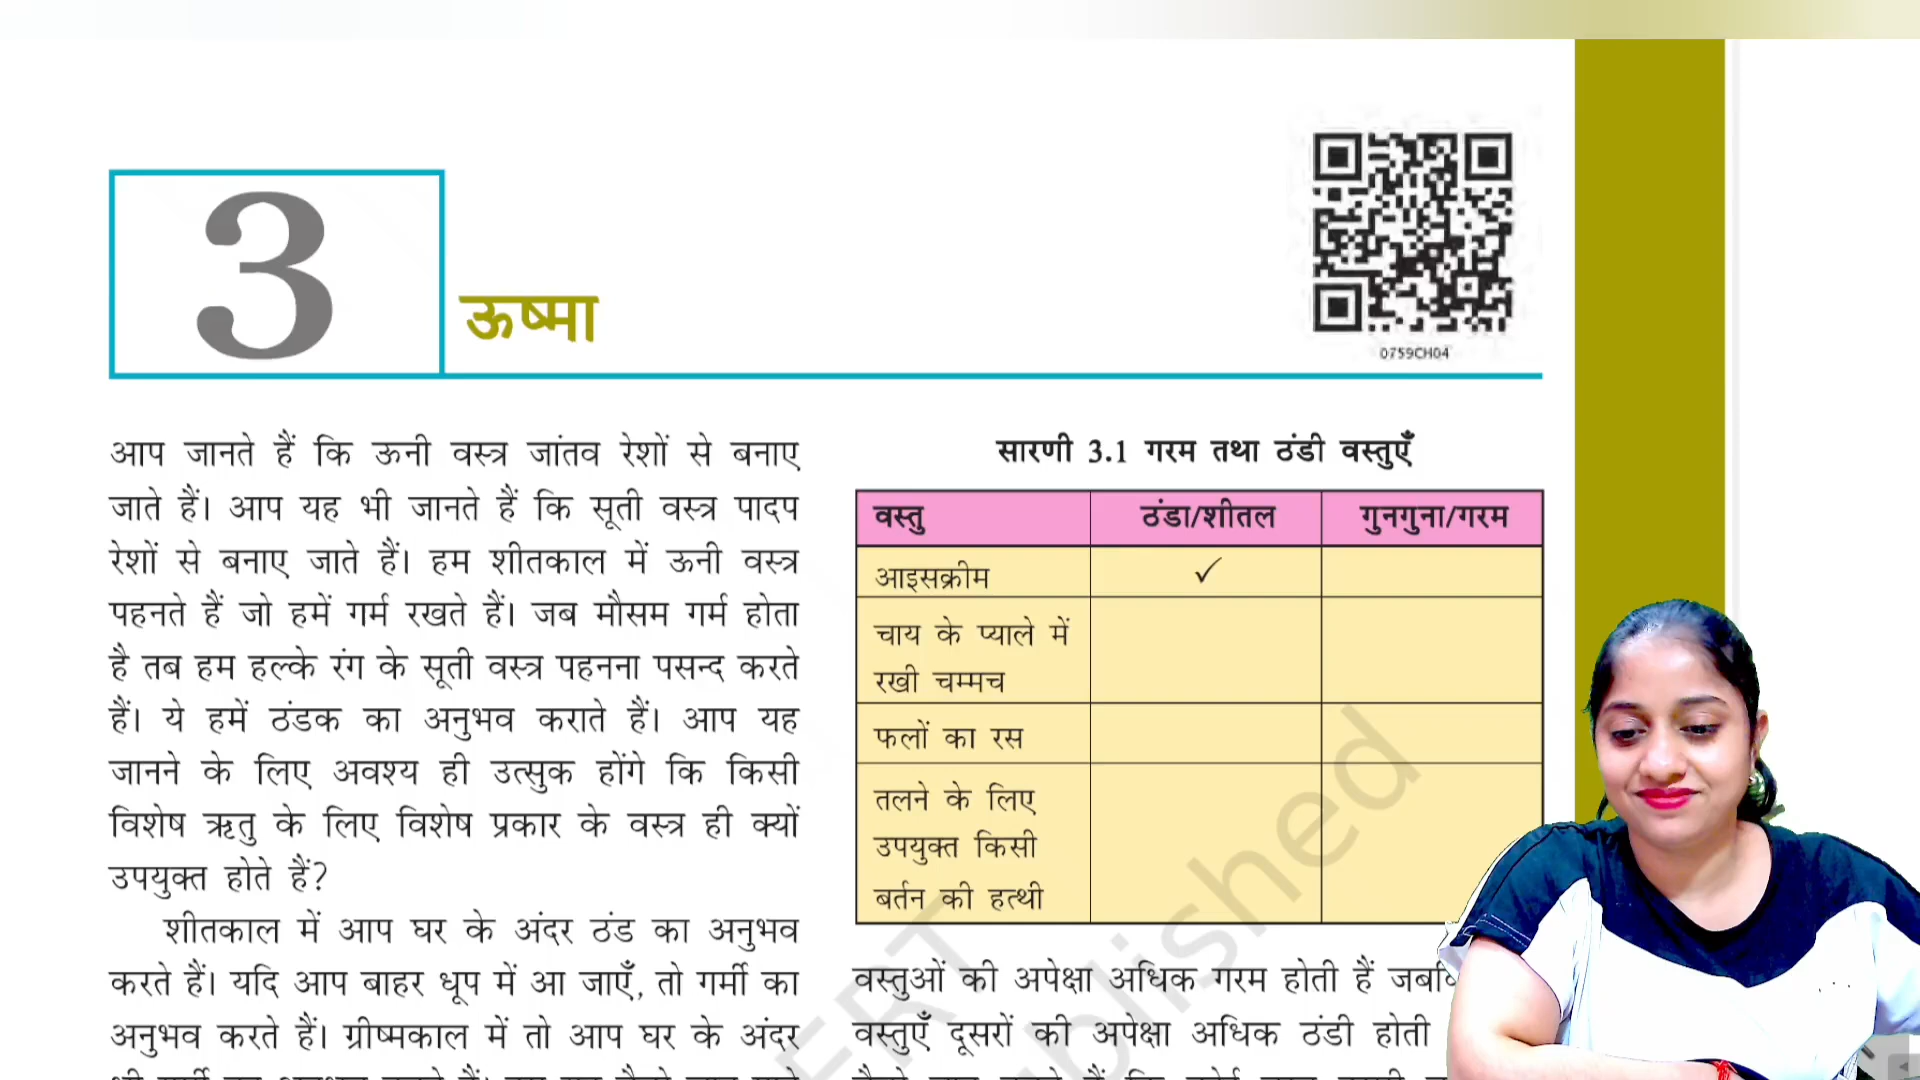 0759CH04
3
ऊष्मा
आप जानते हैं कि ऊनी वस्त्र जांतव रेशों से बनाए
जाते हैं। आप यह भी जानते हैं कि सूती वस्त्र पादप
रेशों से बनाए जाते हैं। हम शीतकाल में ऊनी वस्त्र
पहनते हैं जो हमें गर्म रखते हैं। जब मौसम गर्म होता
है तब हम हल्के रंग के सूती वस्त्र पहनना पसन्द करते
हैं। ये हमें ठंडक का अनुभव कराते हैं। आप यह
जानने के लिए अवश्य ही उत्सुक होंगे कि किसी
विशेष ऋतु के लिए विशेष प्रकार के वस्त्र ही क्यों
उपयुक्त होते हैं?
शीतकाल में आप घर के अंदर ठंड का अनुभव
करते हैं। यदि आप बाहर धूप में आ जाएँ, तो गर्मी का
अनुभव करते हैं। ग्रीष्मकाल में तो आप घर के अंदर
सारणी 3.1 गरम तथा ठंडी वस्तुएँ
वस्तु ठंडा/शीतल गुनगुना/गरम
आइसक्रीम ✓
चाय के प्याले में
रखी चम्मच
फलों का रस
तलने के लिए
उपयुक्त किसी
बर्तन की हत्थी
वस्तुओं की अपेक्षा अधिक गरम होती हैं
वस्तुएँ दूसरों की अपेक्षा अधिक ठंडी होती
ERT
blished